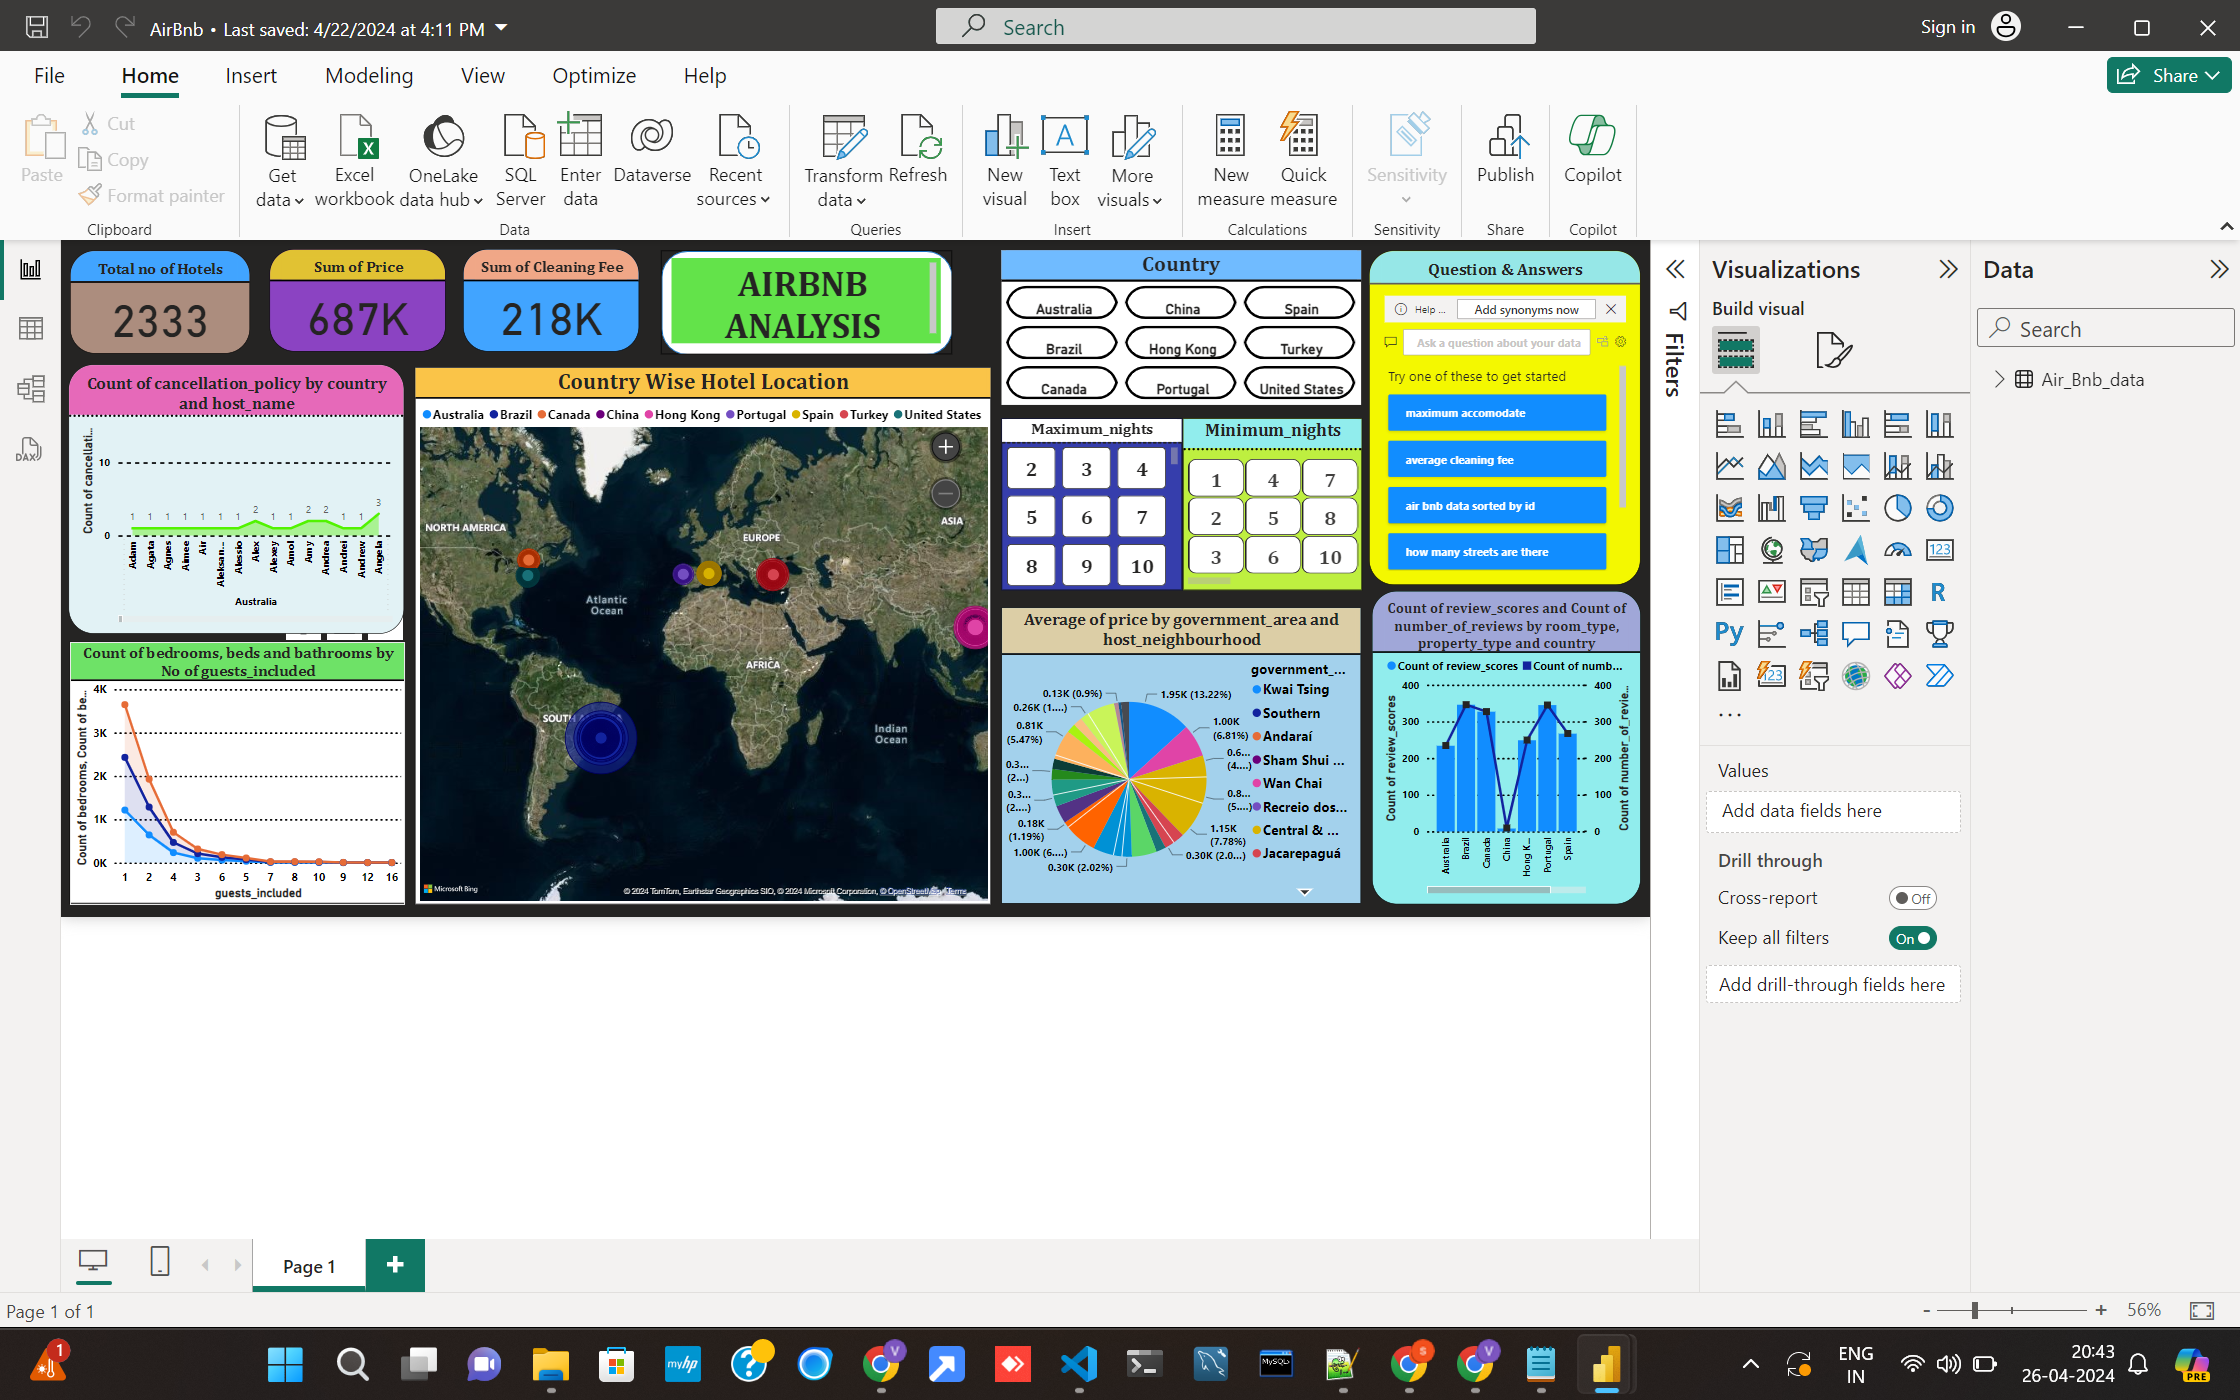 AirBnb • Last saved: 4/22/2024 at 4:11 PM
Search
Sign in
File Home Insert Modeling View Optimize Help
Share
Paste
Cut
Copy
Format painter
Clipboard
Get data
Excel workbook
OneLake data hub
SQL Server
Enter data
Dataverse
Recent sources
Data
Transform data
Refresh
Queries
New visual
Text box
More visuals
Insert
New measure
Quick measure
Calculations
Sensitivity
Sensitivity
Publish
Share
Copilot
Copilot
Total no of Hotels
2333
Sum of Price
687K
Sum of Cleaning Fee
218K
AIRBNB
ANALYSIS
Country
Australia China Spain
Brazil Hong Kong Turkey
Canada Portugal United States
Question & Answers
Help ...
Add synonyms now
Ask a question about your data
Try one of these to get started
maximum accomodate
average cleaning fee
air bnb data sorted by id
how many streets are there
Count of cancellation_policy by country
and host_name
Count of cancellati...
10
0
1 1 1 1 1 1 1 2 1 1 2 2 1 1 3
Adam Agata Agnes Aimee Air Aleksan... Alessio Alex Alexey Amol Amy Andrea Andrei Andrew Angela
Australia
Country Wise Hotel Location
Australia Brazil Canada China Hong Kong Portugal Spain Turkey United States
NORTH AMERICA
EUROPE
ASIA
Atlantic
Ocean
AFRICA
Indian
Ocean
Microsoft Bing
© 2024 TomTom, Earthstar Geographics SIO, © 2024 Microsoft Corporation, © OpenStreetMap Terms
Maximum_nights
2 3 4
5 6 7
8 9 10
Minimum_nights
1 4 7
2 5 8
3 6 10
Count of bedrooms, beds and bathrooms by
No of guests_included
Count of bedrooms, Count of be...
4K
3K
2K
1K
0K
1 2 4 3 6 5 7 8 10 9 12 16
guests_included
Average of price by government_area and
host_neighbourhood
0.13K (0.9%)
0.26K (1....)
0.81K
(5.47%)
0.3...
(2...)
0.3...
(2....)
0.18K
(1.19%)
1.00K (6....)
0.30K (2.02%)
1.95K (13.22%)
1.00K
(6.81%)
0.6...
(4....)
0.8...
(5....)
1.15K
(7.78%)
0.30K (2.0...)
government_...
Kwai Tsing
Southern
Andaraí
Sham Shui ...
Wan Chai
Recreio dos...
Central & ...
Jacarepaguá
Count of review_scores and Count of
number_of_reviews by room_type,
property_type and country
Count of review_scores Count of numb...
Count of review_scores
400
300
200
100
0
400
300
200
100
0
Count of number_of_revie...
Australia Brazil Canada China Hong K... Portugal Spain
Filters
Visualizations
Build visual
Values
Add data fields here
Drill through
Cross-report
Off
Keep all filters
On
Add drill-through fields here
Data
Search
Air_Bnb_data
DAX
123
R
Py
123
...
Page 1
+
Page 1 of 1
- + 56%
1
myhp
V
MySQL
S
V
ENG
IN
20:43
26-04-2024
PRE